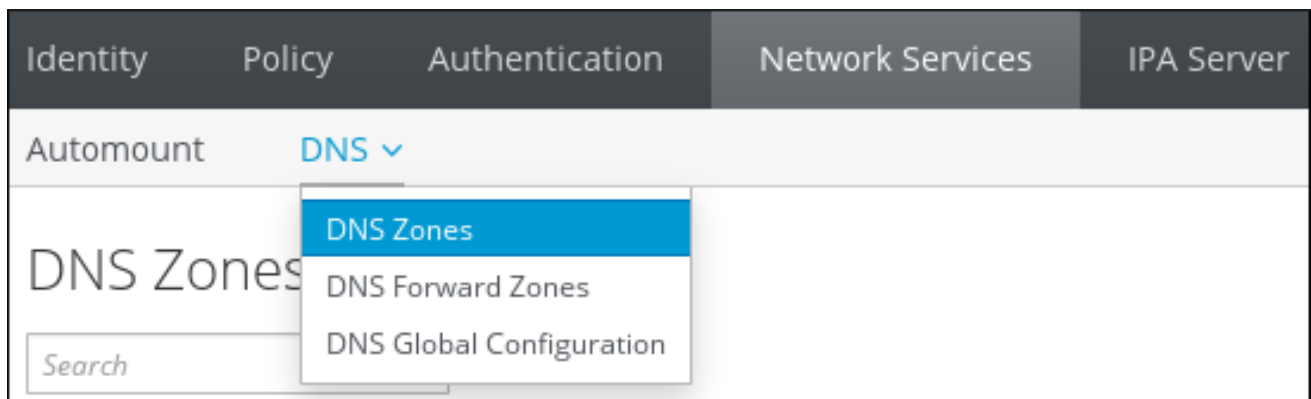 Identity Policy Authentication Network Services IPA Server
Automount DNS
DNS Zones
DNS Zones
DNS Forward Zones
DNS Global Configuration
Search